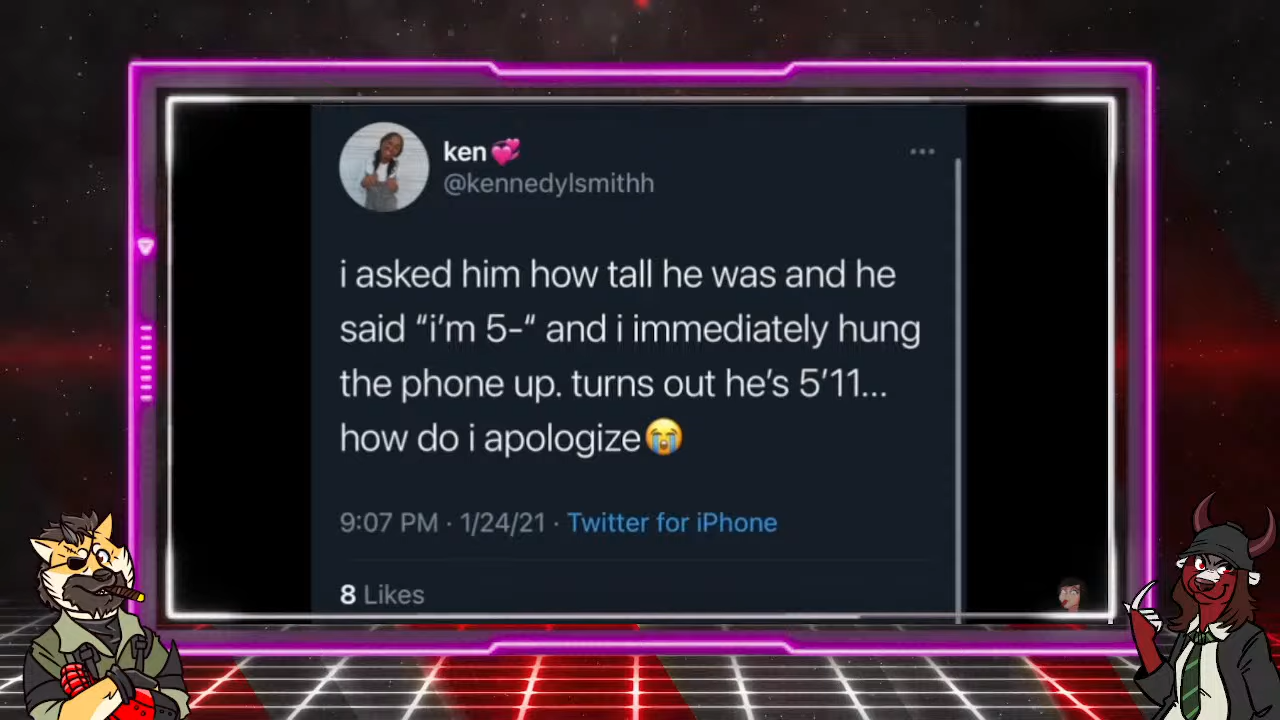 ken💞
@kennedylsmithh
i asked him how tall he was and he
said “i’m 5-“ and i immediately hung
the phone up. turns out he’s 5’11...
how do i apologize😭
9:07 PM · 1/24/21 · Twitter for iPhone
8 Likes